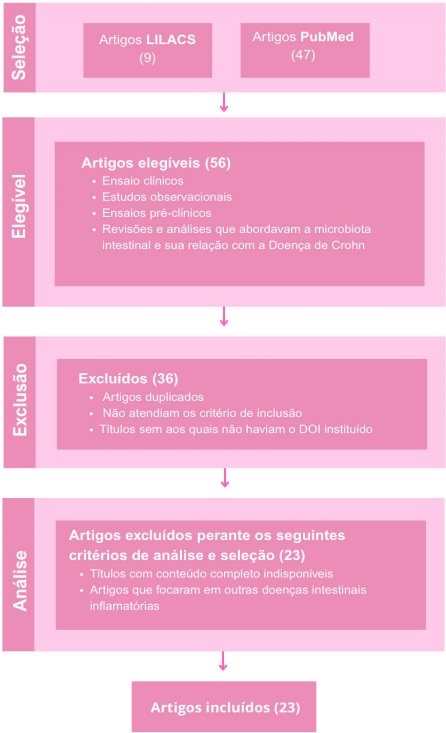 Seleção
Artigos LILACS
(9)
Artigos PubMed
(47)
Elegível
Artigos elegíveis (56)
• Ensaio clínicos
• Estudos observacionais
• Ensaios pré-clínicos
• Revisões e análises que abordavam a microbiota
intestinal e sua relação com a Doença de Crohn
Exclusão
Excluídos (36)
• Artigos duplicados
• Não atendiam os critério de inclusão
• Títulos sem aos quais não haviam o DOI instituído
Análise
Artigos excluídos perante os seguintes
critérios de análise e seleção (23)
• Títulos com conteúdo completo indisponíveis
• Artigos que focaram em outras doenças intestinais
inflamatórias
Artigos incluídos (23)